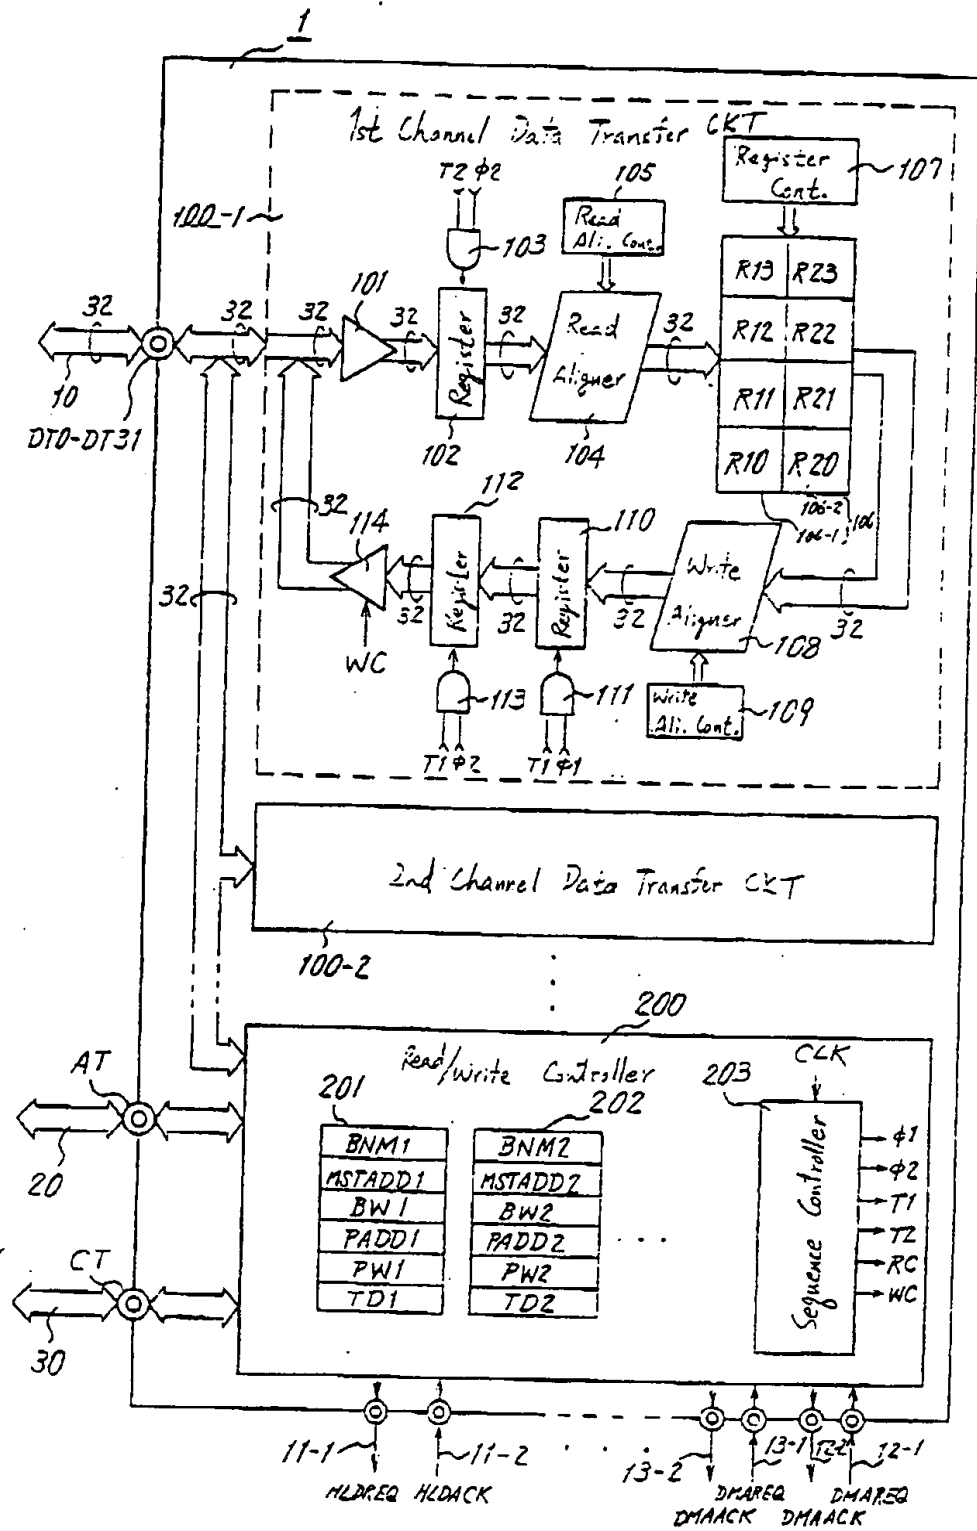 1
1st Channel Data Transfer CKT
100-1
T2 Φ2
103
105
Read
Ali. Cont.
Register
Cont.
107
101
32
32
32
32
32
32
10
DT0-DT31
Register
102
Read
Aligner
104
R13 R23
R12 R22
R11 R21
R10 R20
106-2
106-1
106
32
32
114
WC
32
112
Register
32
110
Register
32
Write
Aligner
108
32
113
T1 Φ2
111
T1 Φ1
Write
Ali. Cont.
109
2nd Channel Data Transfer CKT
100-2
200
Read/Write Controller
CLK
AT
20
CT
30
201
BNM1
MSTADD1
BW1
PADD1
PW1
TD1
202
BNM2
MSTADD2
BW2
PADD2
PW2
TD2
203
Sequence Controller
Φ1
Φ2
T1
T2
RC
WC
11-1
11-2
13-2
13-1
12-2
12-1
HLDREQ HLDACK
DMAREQ DMAREQ
DMAACK DMAACK